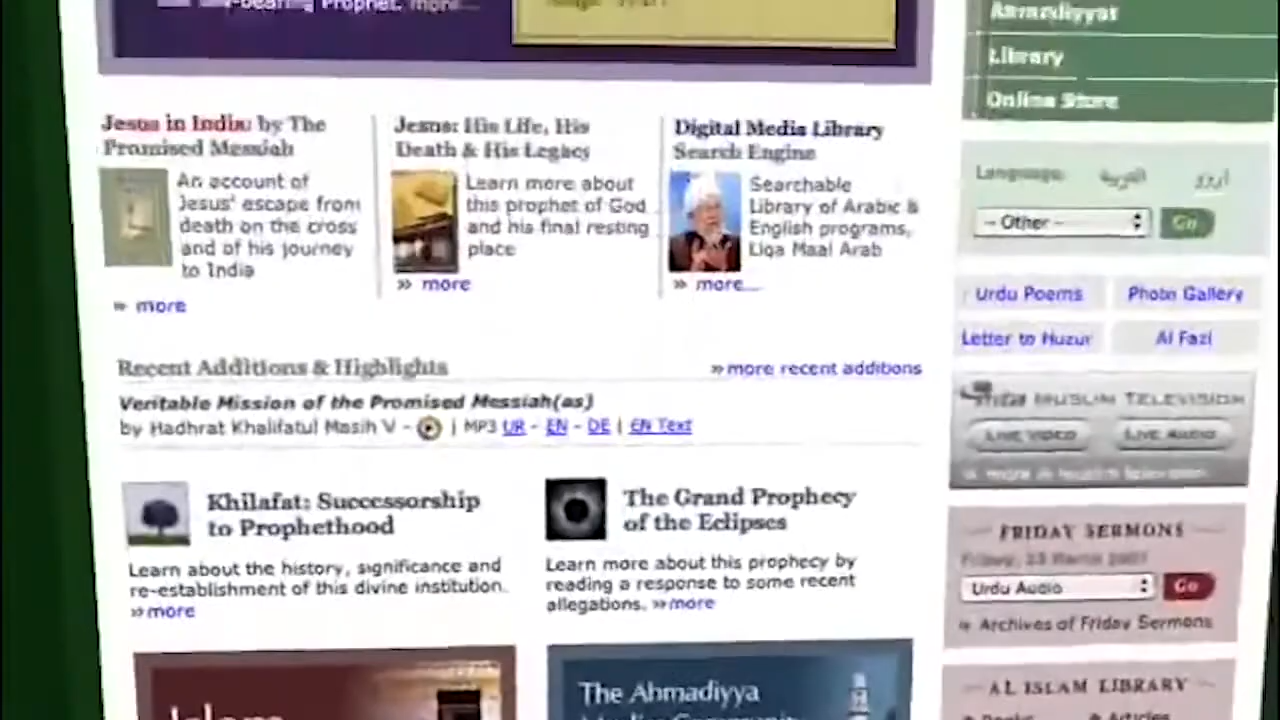 more...
Jesus in India: by The
Promised Messiah
An account of
Jesus' escape from
death on the cross
and of his journey
to India
» more
Jesus: His Life, His
Death & His Legacy
Learn more about
this prophet of God
and his final resting
place
» more
Digital Media Library
Search Engine
Searchable
Library of Arabic &
English programs,
Liqa Maal Arab
» more...
Recent Additions & Highlights
» more recent additions
Veritable Mission of the Promised Messiah(as)
by Hadhrat Khalifatul Masih V - | MP3 UR - EN - DE | EN Text
Khilafat: Successorship
to Prophethood
Learn about the history, significance and
re-establishment of this divine institution.
» more
The Grand Prophecy
of the Eclipses
Learn more about this prophecy by
reading a response to some recent
allegations. » more
Islam
The Ahmadiyya
Ahmadiyyat
Library
Online Store
Language:
العربية
اردو
-- Other --
Go
Urdu Poems
Photo Gallery
Letter to Huzur
Al Fazl
MUSLIM TELEVISION
LIVE VIDEO
LIVE AUDIO
FRIDAY SERMONS
Urdu Audio
Go
» Archives of Friday Sermons
AL ISLAM LIBRARY
» Books
» Articles